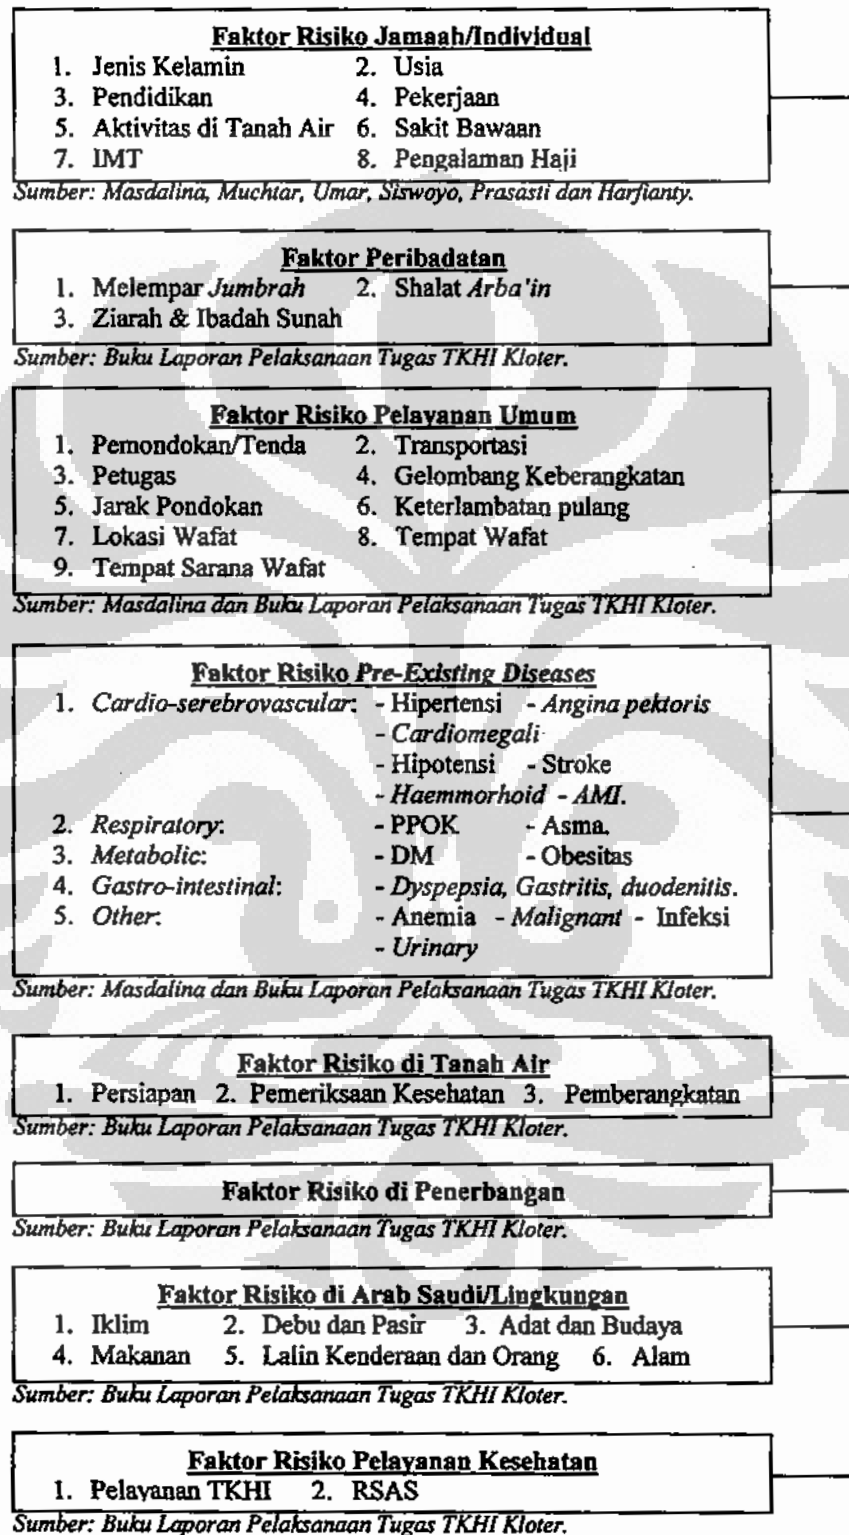 Faktor Risiko Jamaah/Individual
1. Jenis Kelamin 2. Usia
3. Pendidikan 4. Pekerjaan
5. Aktivitas di Tanah Air 6. Sakit Bawaan
7. IMT 8. Pengalaman Haji
Sumber: Masdalina, Muchtar, Umar, Siswoyo, Prasasti dan Harfianty.
Faktor Peribadatan
1. Melempar Jumbrah 2. Shalat Arba'in
3. Ziarah & Ibadah Sunah
Sumber: Buku Laporan Pelaksanaan Tugas TKHI Kloter.
Faktor Risiko Pelayanan Umum
1. Pemondokan/Tenda 2. Transportasi
3. Petugas 4. Gelombang Keberangkatan
5. Jarak Pondokan 6. Keterlambatan pulang
7. Lokasi Wafat 8. Tempat Wafat
9. Tempat Sarana Wafat
Sumber: Masdalina dan Buku Laporan Pelaksanaan Tugas TKHI Kloter.
Faktor Risiko Pre-Existing Diseases
1. Cardio-serebrovascular: - Hipertensi - Angina pektoris
- Cardiomegali
- Hipotensi - Stroke
- Haemmorhoid - AMI.
2. Respiratory: - PPOK - Asma.
3. Metabolic: - DM - Obesitas
4. Gastro-intestinal: - Dyspepsia, Gastritis, duodenitis.
5. Other: - Anemia - Malignant - Infeksi
- Urinary
Sumber: Masdalina dan Buku Laporan Pelaksanaan Tugas TKHI Kloter.
Faktor Risiko di Tanah Air
1. Persiapan 2. Pemeriksaan Kesehatan 3. Pemberangkatan
Sumber: Buku Laporan Pelaksanaan Tugas TKHI Kloter.
Faktor Risiko di Penerbangan
Sumber: Buku Laporan Pelaksanaan Tugas TKHI Kloter.
Faktor Risiko di Arab Saudi/Lingkungan
1. Iklim 2. Debu dan Pasir 3. Adat dan Budaya
4. Makanan 5. Lalin Kenderaan dan Orang 6. Alam
Sumber: Buku Laporan Pelaksanaan Tugas TKHI Kloter.
Faktor Risiko Pelayanan Kesehatan
1. Pelayanan TKHI 2. RSAS
Sumber: Buku Laporan Pelaksanaan Tugas TKHI Kloter.